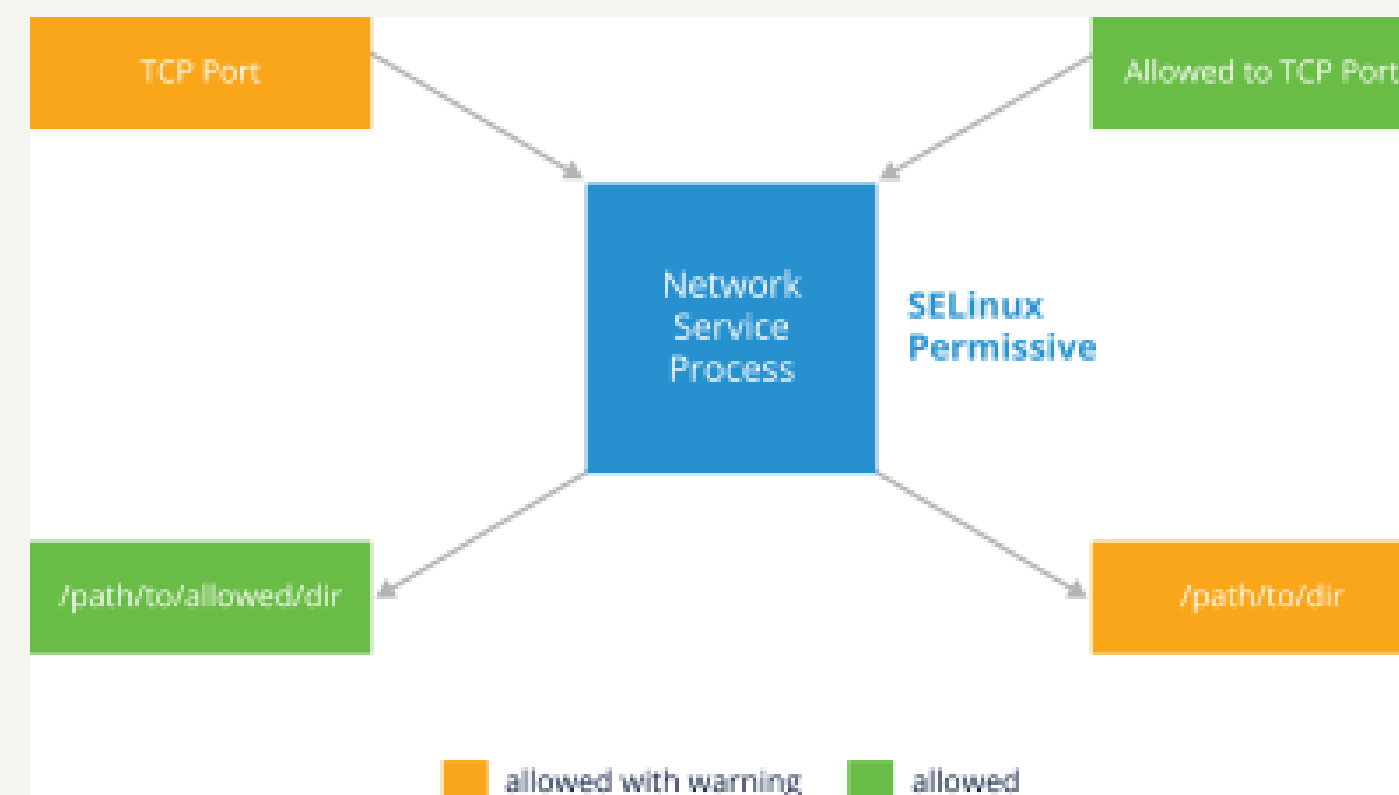 TCP Port
Allowed to TCP Port
Network
Service
Process
SELinux
Permissive
/path/to/allowed/dir
/path/to/dir
allowed with warning
allowed